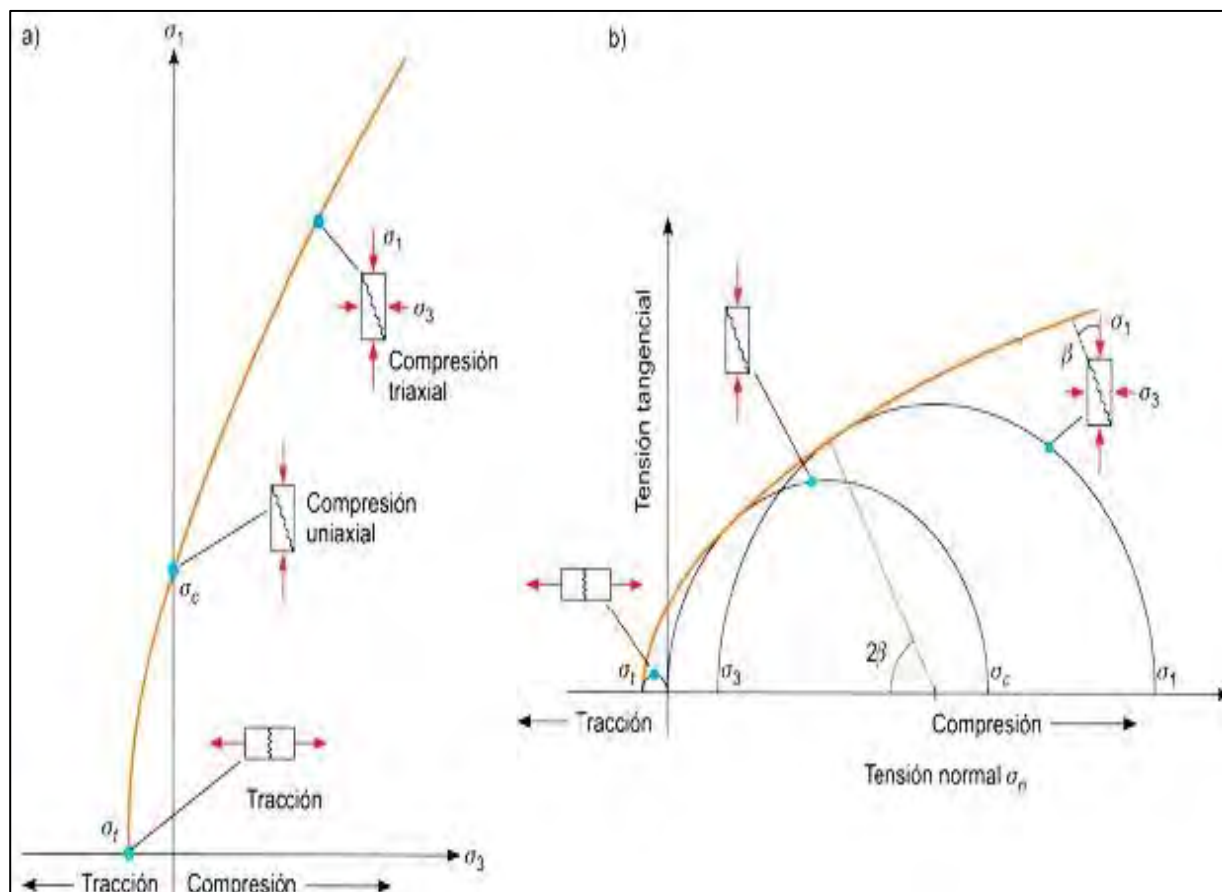 a)
σ1
σ1
σ3
Compresión
triaxial
Compresión
uniaxial
σc
Tracción
σt
σ3
Tracción
Compresión
b)
Tensión tangencial
σ1
β
σ3
2β
σt
σ3
σc
σ1
Tracción
Compresión
Tensión normal σn